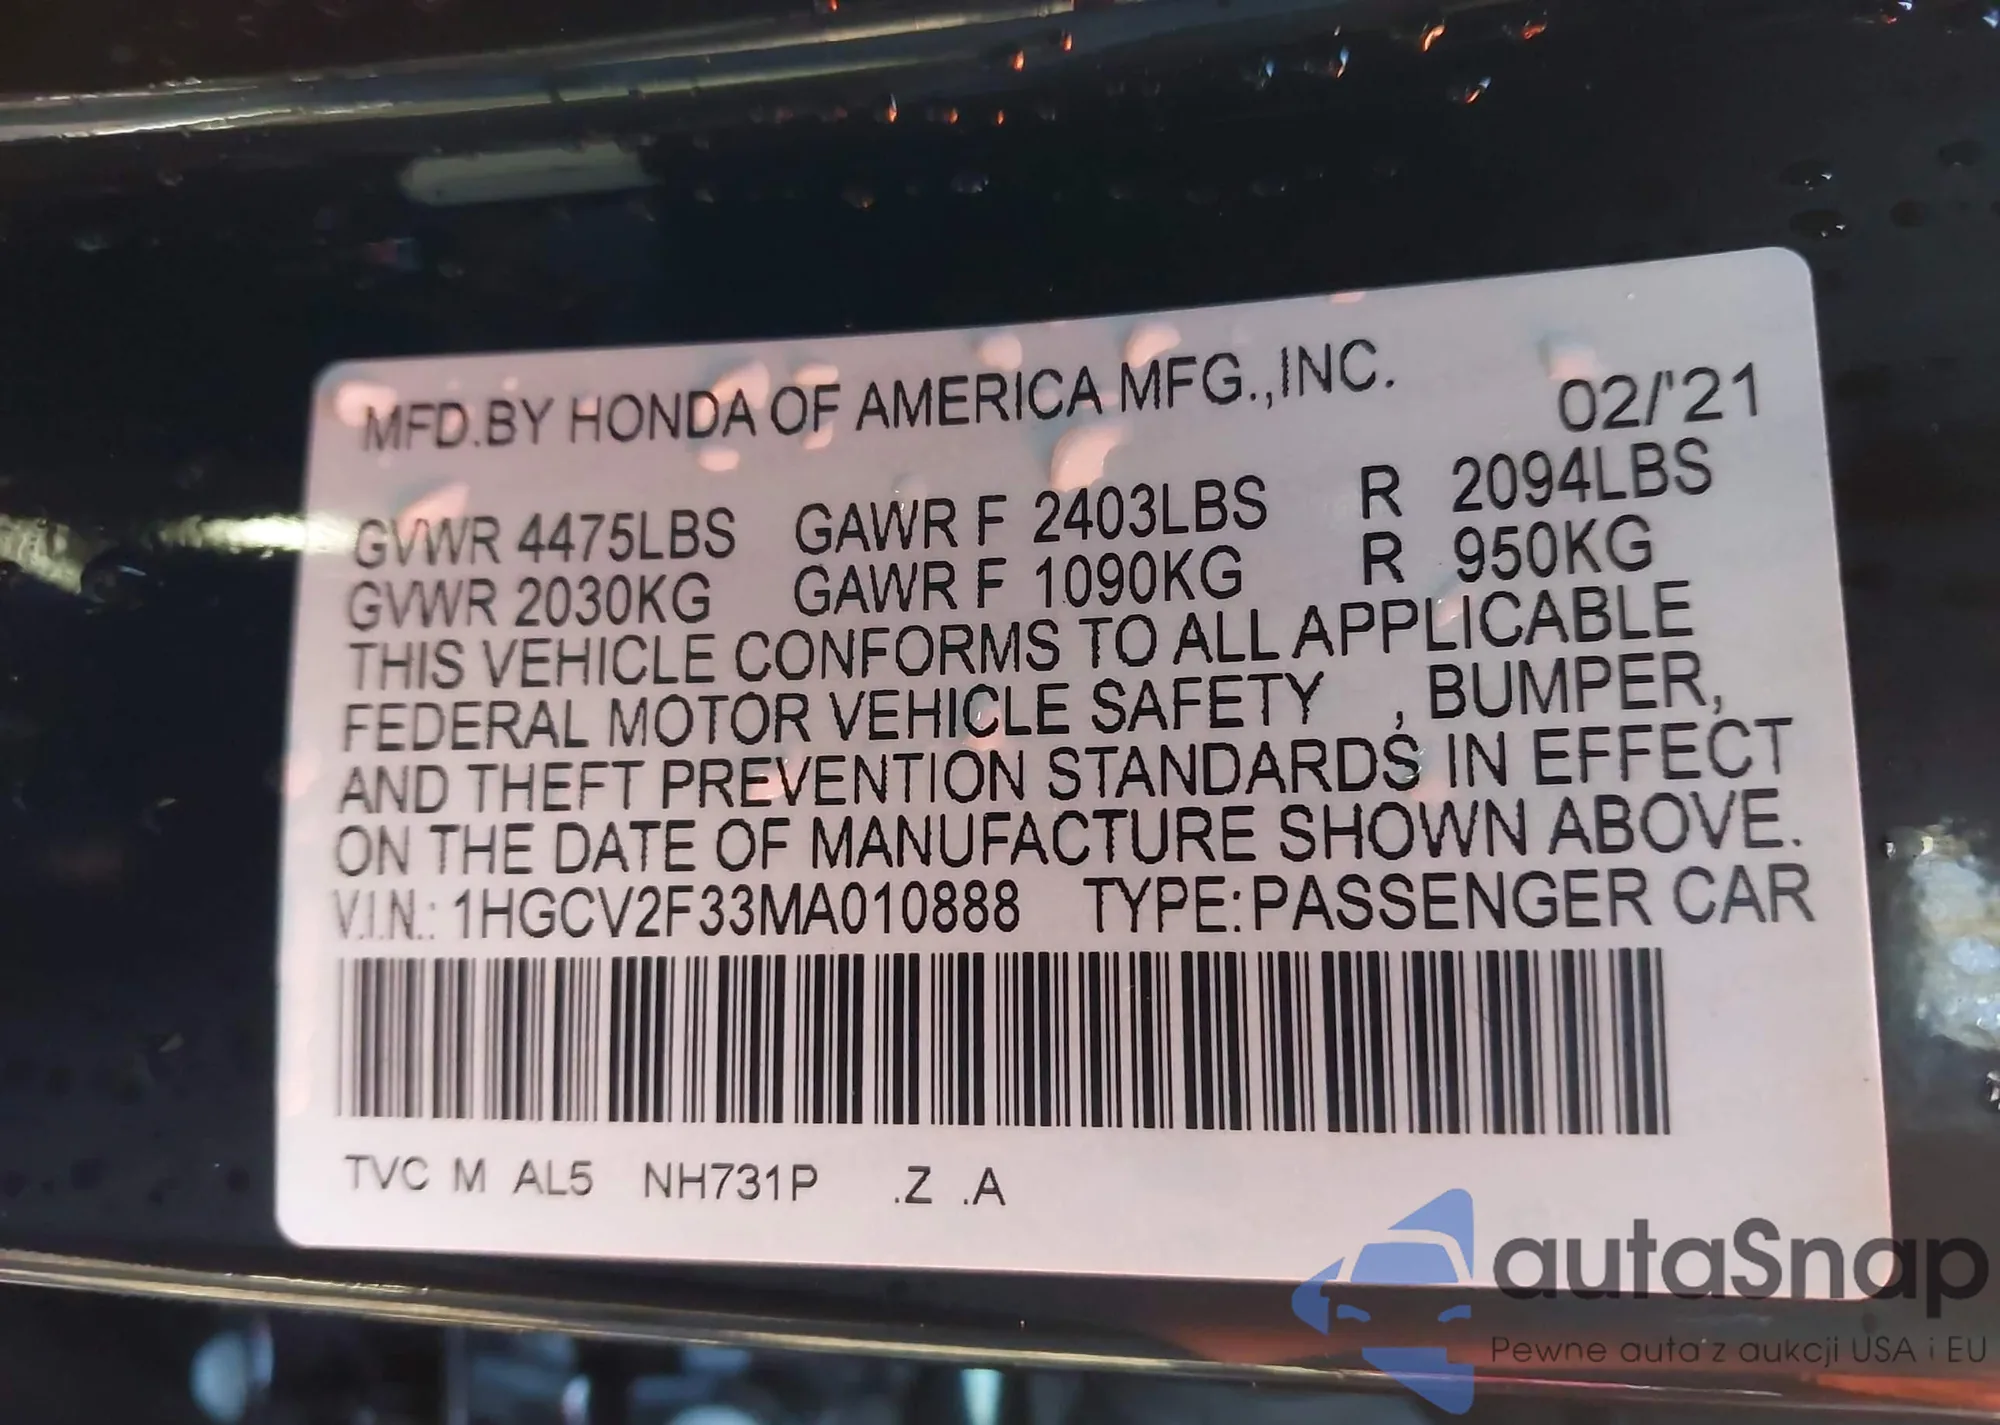 MFD.BY HONDA OF AMERICA MFG.,INC. 02/'21
GVWR 4475LBS GAWR F 2403LBS R 2094LBS
GVWR 2030KG GAWR F 1090KG R 950KG
THIS VEHICLE CONFORMS TO ALL APPLICABLE
FEDERAL MOTOR VEHICLE SAFETY , BUMPER,
AND THEFT PREVENTION STANDARDS IN EFFECT
ON THE DATE OF MANUFACTURE SHOWN ABOVE.
V.I.N.: 1HGCV2F33MA010888 TYPE:PASSENGER CAR
TVC M AL5 NH731P .Z .A
autaSnap
Pewne auta z aukcji USA i EU